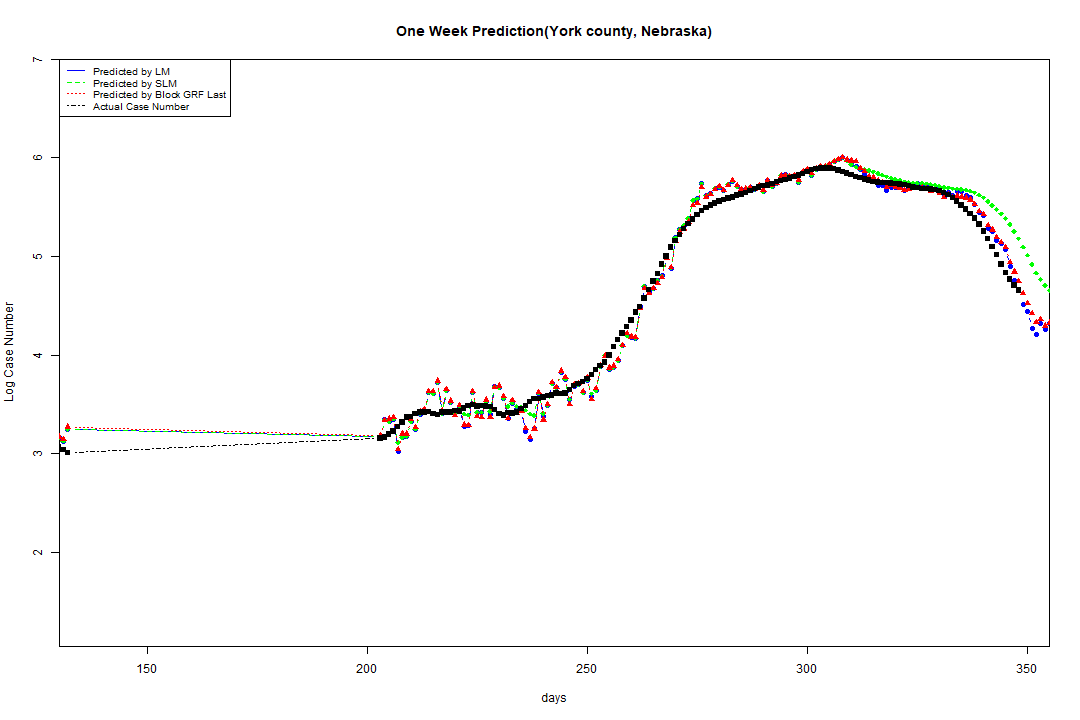 One Week Prediction(York county, Nebraska)
Predicted by LM
Predicted by SLM
Predicted by Block GRF Last
Actual Case Number
7
6
5
4
3
2
Log Case Number
150 200 250 300 350
days